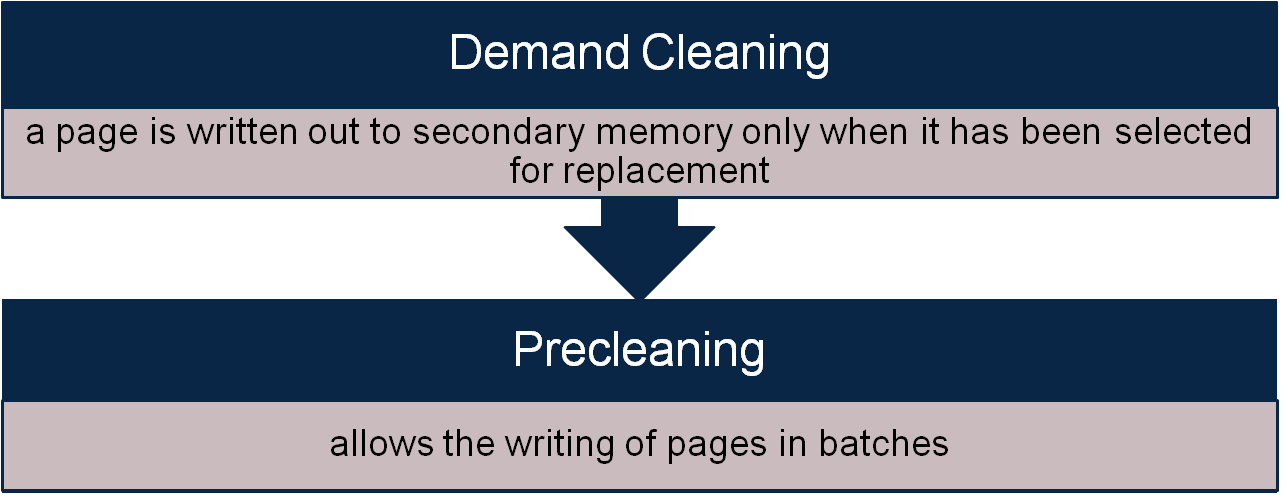 Demand Cleaning
a page is written out to secondary memory only when it has been selected
for replacement
Precleaning
allows the writing of pages in batches